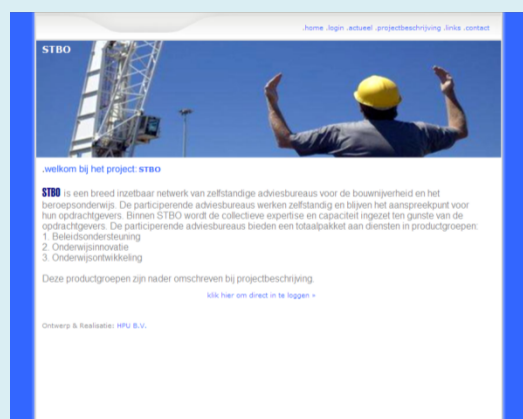 .home .login .actueel .projectbeschrijving .links .contact
STBO
.welkom bij het project: STBO
STBO is een breed inzetbaar netwerk van zelfstandige adviesbureaus voor de bouwnijverheid en het
beroepsonderwijs. De participerende adviesbureaus werken zelfstandig en blijven het aanspreekpunt voor
hun opdrachtgevers. Binnen STBO wordt de collectieve expertise en capaciteit ingezet ten gunste van de
opdrachtgevers. De participerende adviesbureaus bieden een totaalpakket aan diensten in productgroepen:
1. Beleidsondersteuning
2. Onderwijsinnovatie
3. Onderwijsontwikkeling
Deze productgroepen zijn nader omschreven bij projectbeschrijving.
klik hier om direct in te loggen »
Ontwerp & Realisatie: HPU B.V.